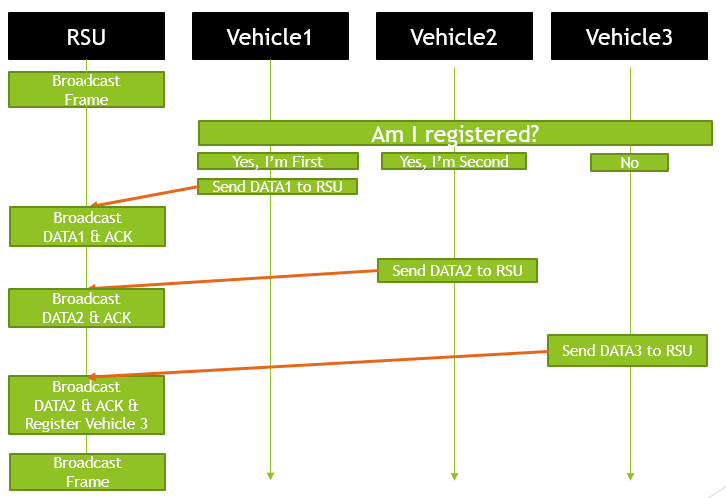 RSU
Vehicle1
Vehicle2
Vehicle3
Broadcast
Frame
Am I registered?
Yes, I'm First
Yes, I'm Second
No
Send DATA1 to RSU
Broadcast
DATA1 & ACK
Send DATA2 to RSU
Broadcast
DATA2 & ACK
Send DATA3 to RSU
Broadcast
DATA2 & ACK &
Register Vehicle 3
Broadcast
Frame